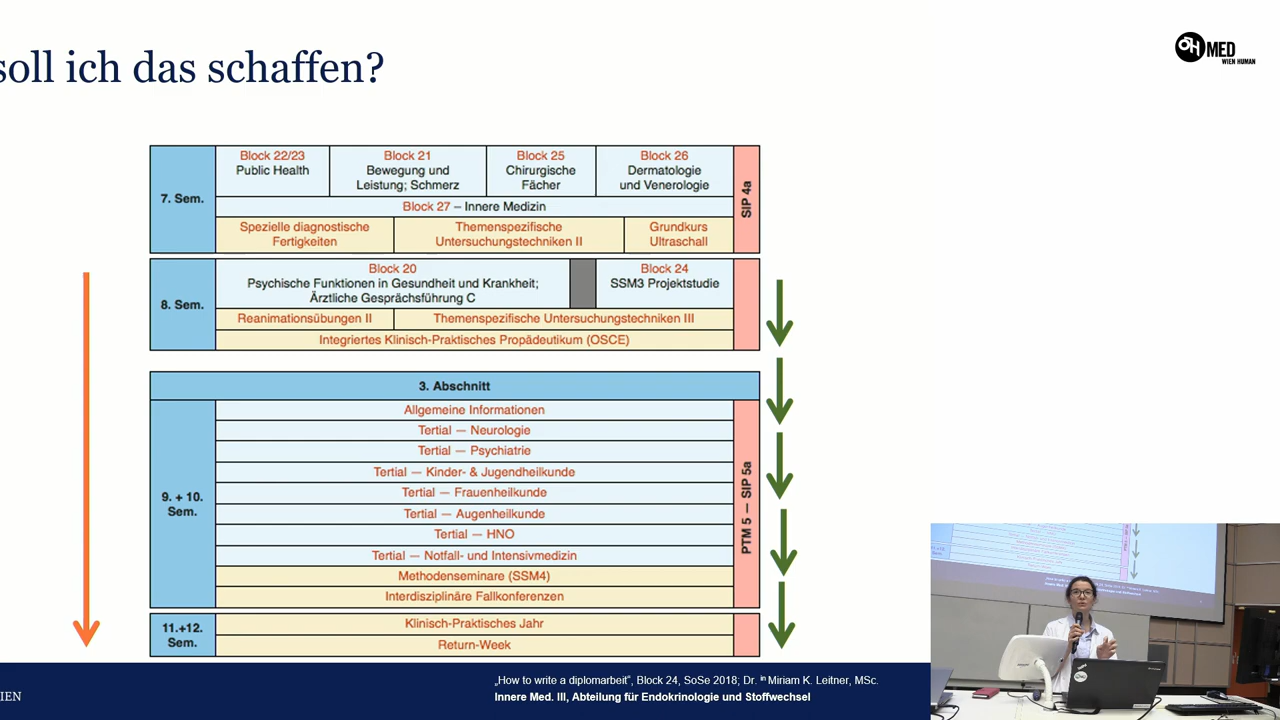 soll ich das schaffen?
ÖH MED
WIEN HUMAN
7. Sem.
Block 22/23
Public Health
Block 21
Bewegung und
Leistung; Schmerz
Block 25
Chirurgische
Fächer
Block 26
Dermatologie
und Venerologie
Block 27 – Innere Medizin
Spezielle diagnostische
Fertigkeiten
Themenspezifische
Untersuchungstechniken II
Grundkurs
Ultraschall
SIP 4a
8. Sem.
Block 20
Psychische Funktionen in Gesundheit und Krankheit;
Ärztliche Gesprächsführung C
Block 24
SSM3 Projektstudie
Reanimationsübungen II
Themenspezifische Untersuchungstechniken III
Integriertes Klinisch-Praktisches Propädeutikum (OSCE)
3. Abschnitt
9. + 10.
Sem.
Allgemeine Informationen
Tertial — Neurologie
Tertial — Psychiatrie
Tertial — Kinder- & Jugendheilkunde
Tertial — Frauenheilkunde
Tertial — Augenheilkunde
Tertial — HNO
Tertial — Notfall- und Intensivmedizin
Methodenseminare (SSM4)
Interdisziplinäre Fallkonferenzen
PTM 5 — SIP 5a
11.+12.
Sem.
Klinisch-Praktisches Jahr
Return-Week
IEN
„How to write a diplomarbeit", Block 24, SoSe 2018; Dr. in Miriam K. Leitner, MSc.
Innere Med. III, Abteilung für Endokrinologie und Stoffwechsel